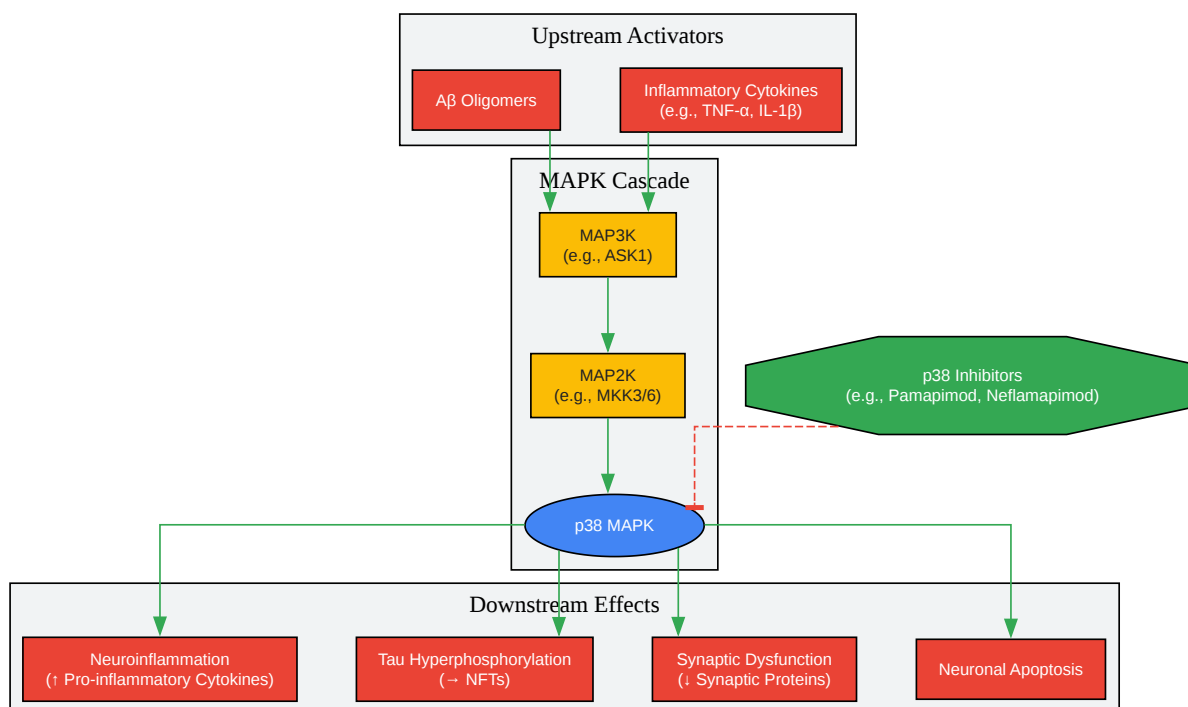 Upstream Activators
Aβ Oligomers
Inflammatory Cytokines
(e.g., TNF-α, IL-1β)
MAPK Cascade
MAP3K
(e.g., ASK1)
MAP2K
(e.g., MKK3/6)
p38 Inhibitors
(e.g., Pamapimod, Neflamapimod)
p38 MAPK
Downstream Effects
Neuroinflammation
(↑ Pro-inflammatory Cytokines)
Tau Hyperphosphorylation
(→ NFTs)
Synaptic Dysfunction
(↓ Synaptic Proteins)
Neuronal Apoptosis